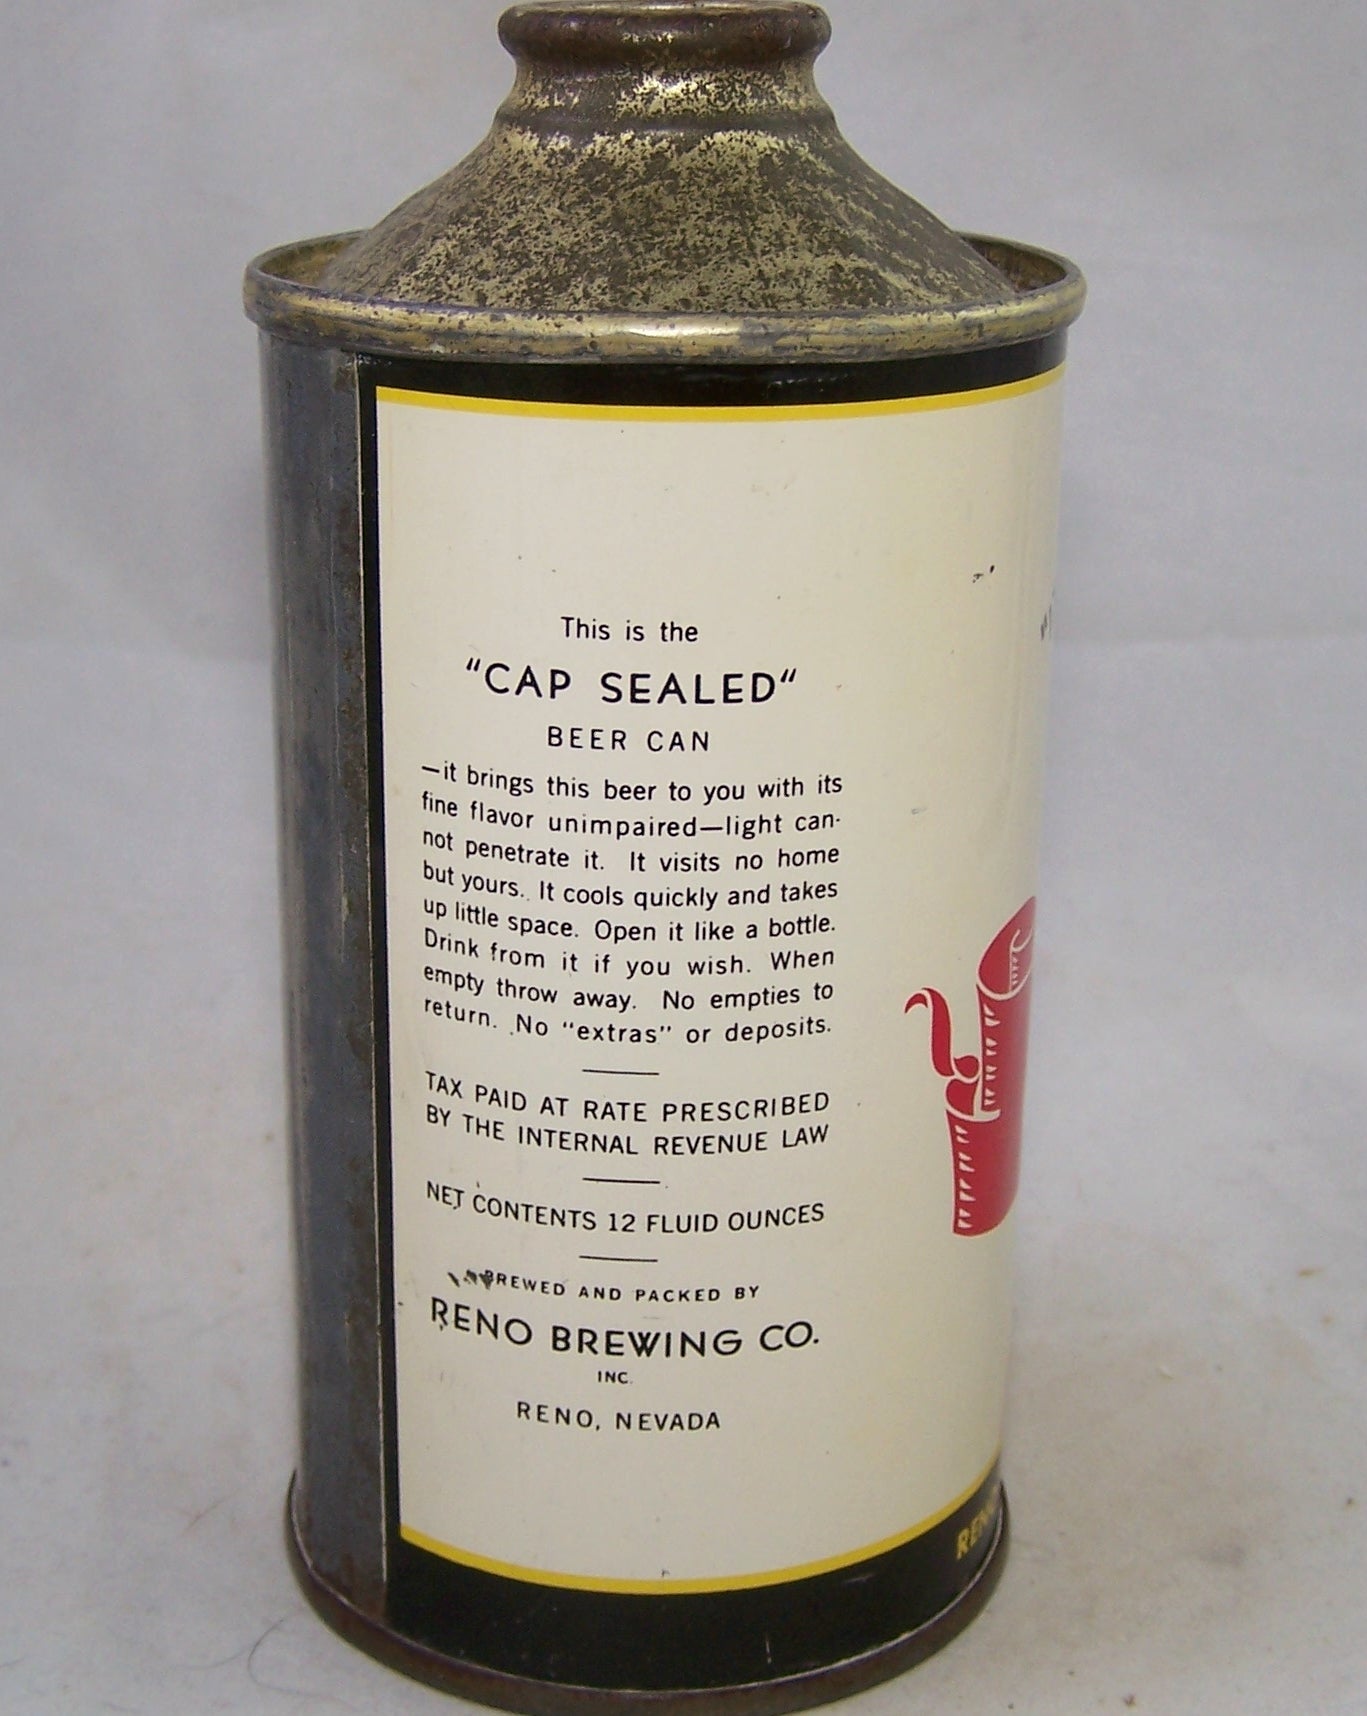 This is the
"CAP SEALED"
BEER CAN
—it brings this beer to you with its
fine flavor unimpaired—light can-
not penetrate it. It visits no home
but yours. It cools quickly and takes
up little space. Open it like a bottle.
Drink from it if you wish. When
empty throw away. No empties to
return. No "extras" or deposits.
TAX PAID AT RATE PRESCRIBED
BY THE INTERNAL REVENUE LAW
NET CONTENTS 12 FLUID OUNCES
BREWED AND PACKED BY
RENO BREWING CO.
INC.
RENO, NEVADA